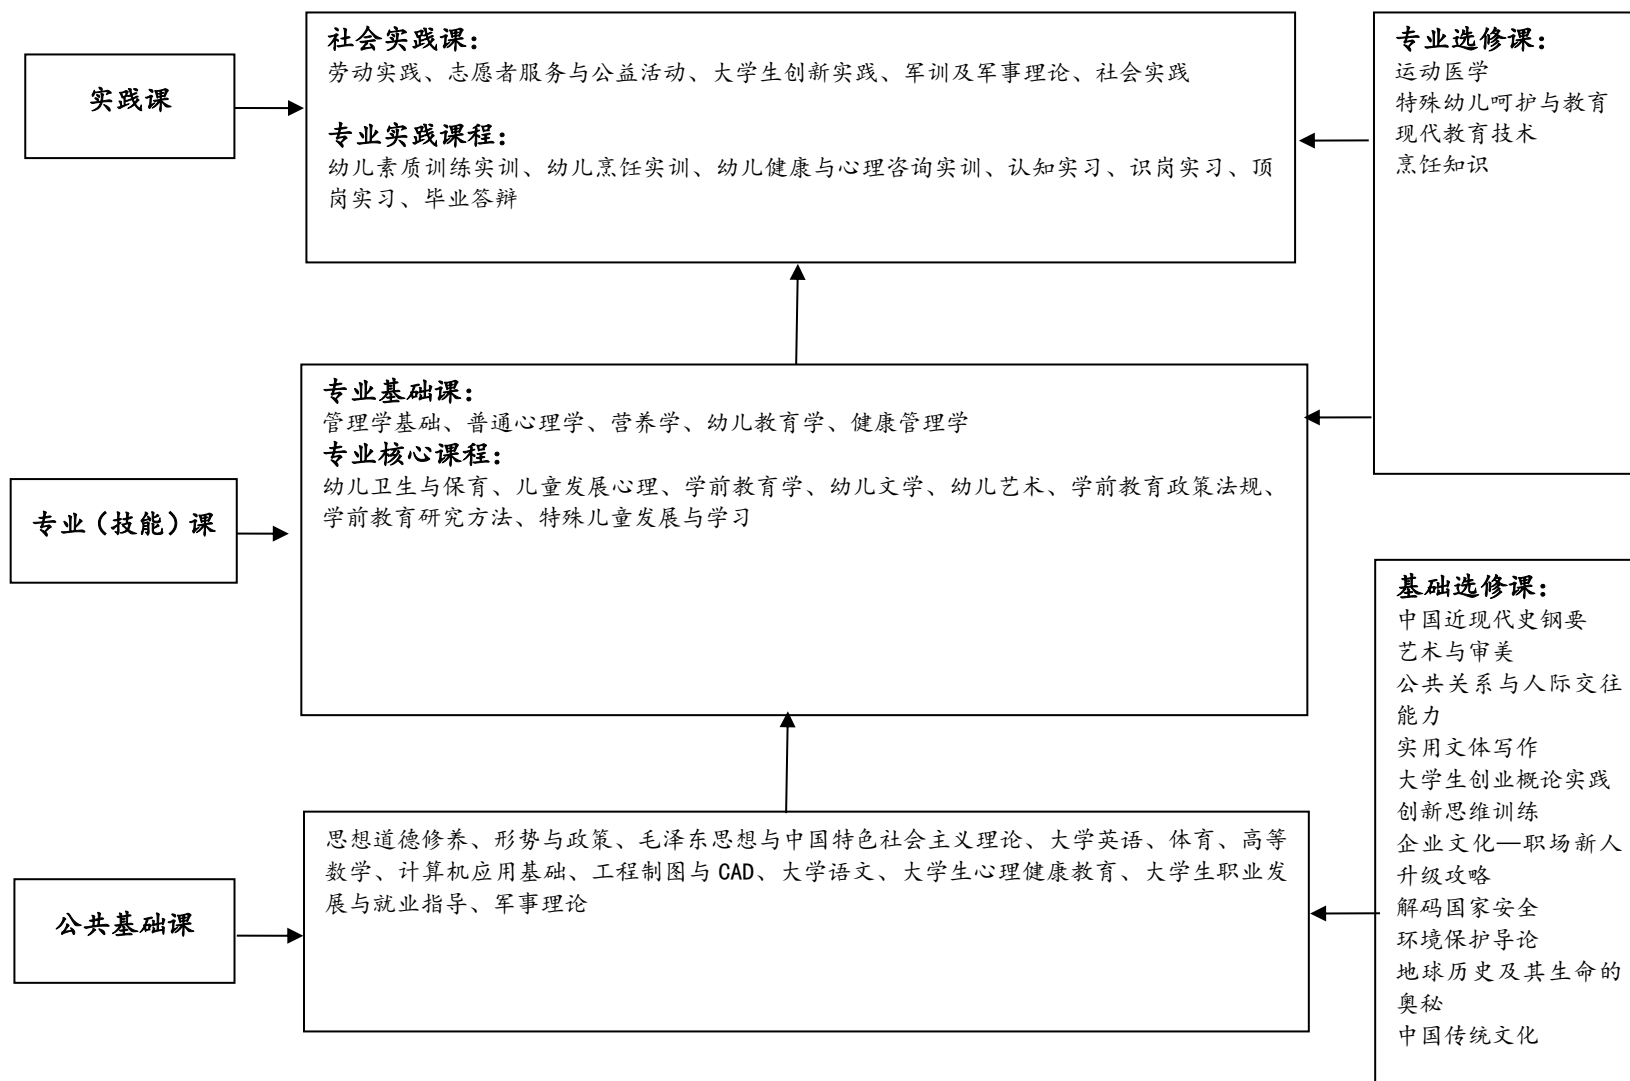 实践课
社会实践课：
劳动实践、志愿者服务与公益活动、大学生创新实践、军训及军事理论、社会实践
专业实践课程：
幼儿素质训练实训、幼儿烹饪实训、幼儿健康与心理咨询实训、认知实习、识岗实习、顶
岗实习、毕业答辩
专业选修课：
运动医学
特殊幼儿呵护与教育
现代教育技术
烹饪知识
专业（技能）课
专业基础课：
管理学基础、普通心理学、营养学、幼儿教育学、健康管理学
专业核心课程：
幼儿卫生与保育、儿童发展心理、学前教育学、幼儿文学、幼儿艺术、学前教育政策法规、
学前教育研究方法、特殊儿童发展与学习
公共基础课
思想道德修养、形势与政策、毛泽东思想与中国特色社会主义理论、大学英语、体育、高等
数学、计算机应用基础、工程制图与 CAD、大学语文、大学生心理健康教育、大学生职业发
展与就业指导、军事理论
基础选修课：
中国近现代史钢要
艺术与审美
公共关系与人际交往
能力
实用文体写作
大学生创业概论实践
创新思维训练
企业文化—职场新人
升级攻略
解码国家安全
环境保护导论
地球历史及其生命的
奥秘
中国传统文化